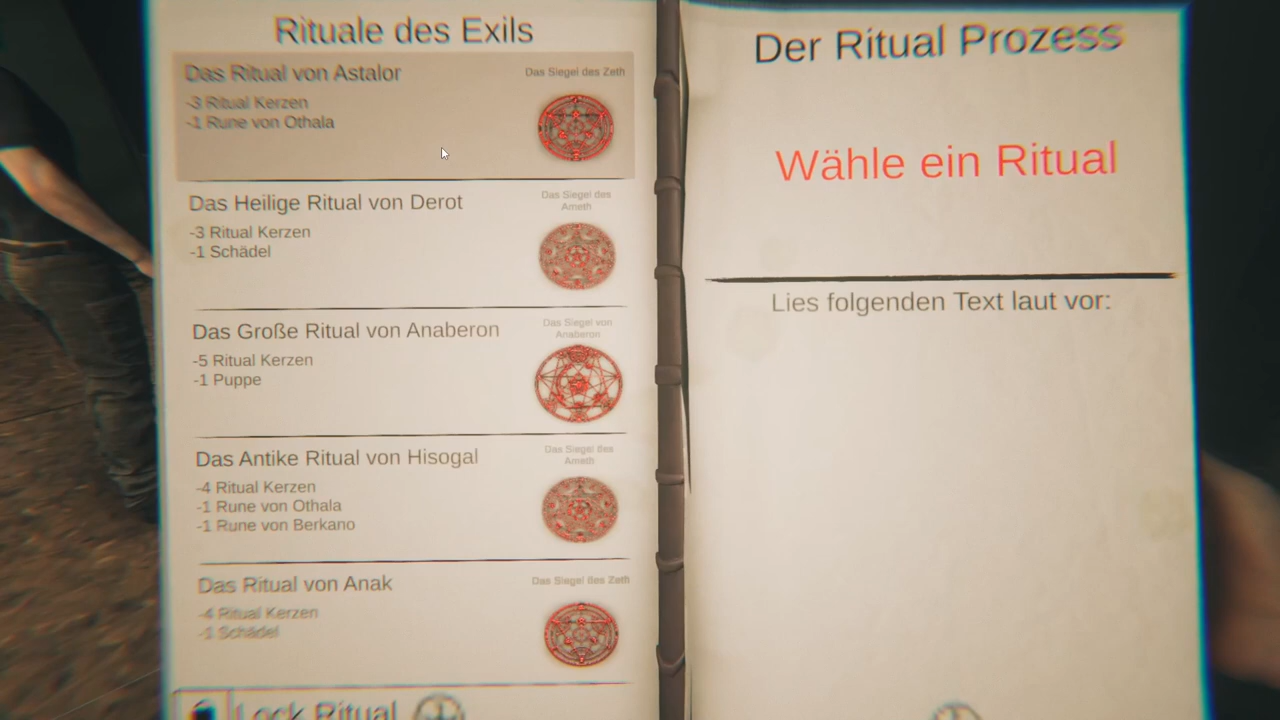 Rituale des Exils
Das Ritual von Astalor
Das Siegel des Zeth
-3 Ritual Kerzen
-1 Rune von Othala
Das Heilige Ritual von Derot
Das Siegel des
Ameth
-3 Ritual Kerzen
-1 Schädel
Das Große Ritual von Anaberon
Das Siegel von
Anaberon
-5 Ritual Kerzen
-1 Puppe
Das Antike Ritual von Hisogal
Das Siegel des
Ameth
-4 Ritual Kerzen
-1 Rune von Othala
-1 Rune von Berkano
Das Ritual von Anak
Das Siegel des Zeth
-4 Ritual Kerzen
-1 Schädel
Lock Ritual
Der Ritual Prozess
Wähle ein Ritual
Lies folgenden Text laut vor: